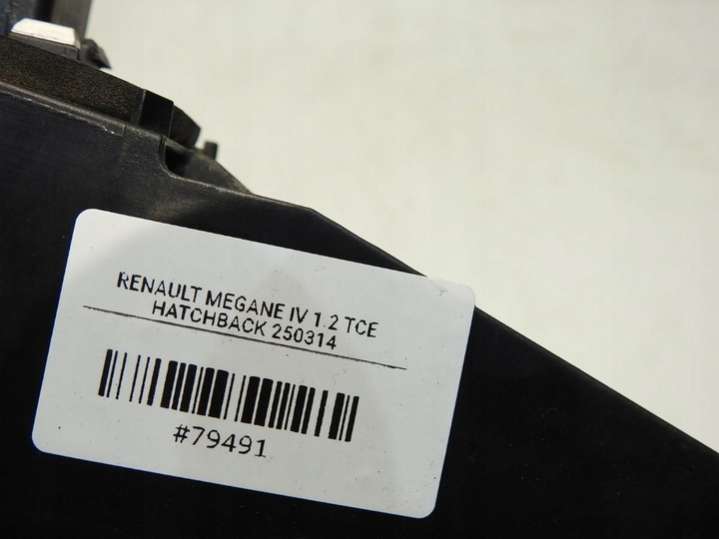 RENAULT MEGANE IV 1.2 TCE
HATCHBACK 250314
#79491